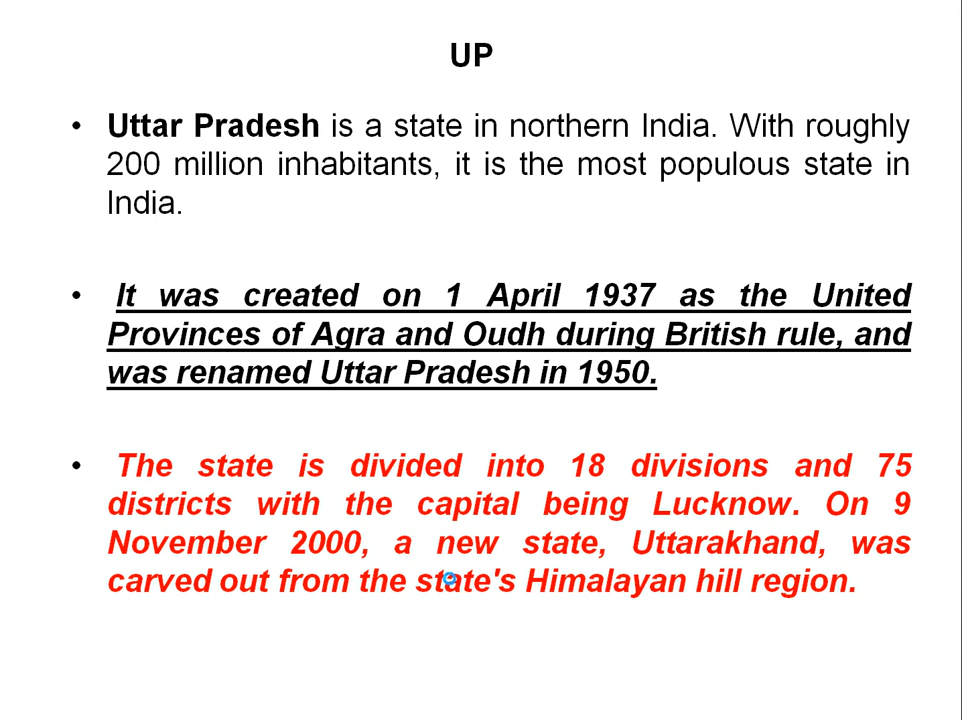 UP
• Uttar Pradesh is a state in northern India. With roughly
200 million inhabitants, it is the most populous state in
India.
• It was created on 1 April 1937 as the United
Provinces of Agra and Oudh during British rule, and
was renamed Uttar Pradesh in 1950.
• The state is divided into 18 divisions and 75
districts with the capital being Lucknow. On 9
November 2000, a new state, Uttarakhand, was
carved out from the state's Himalayan hill region.